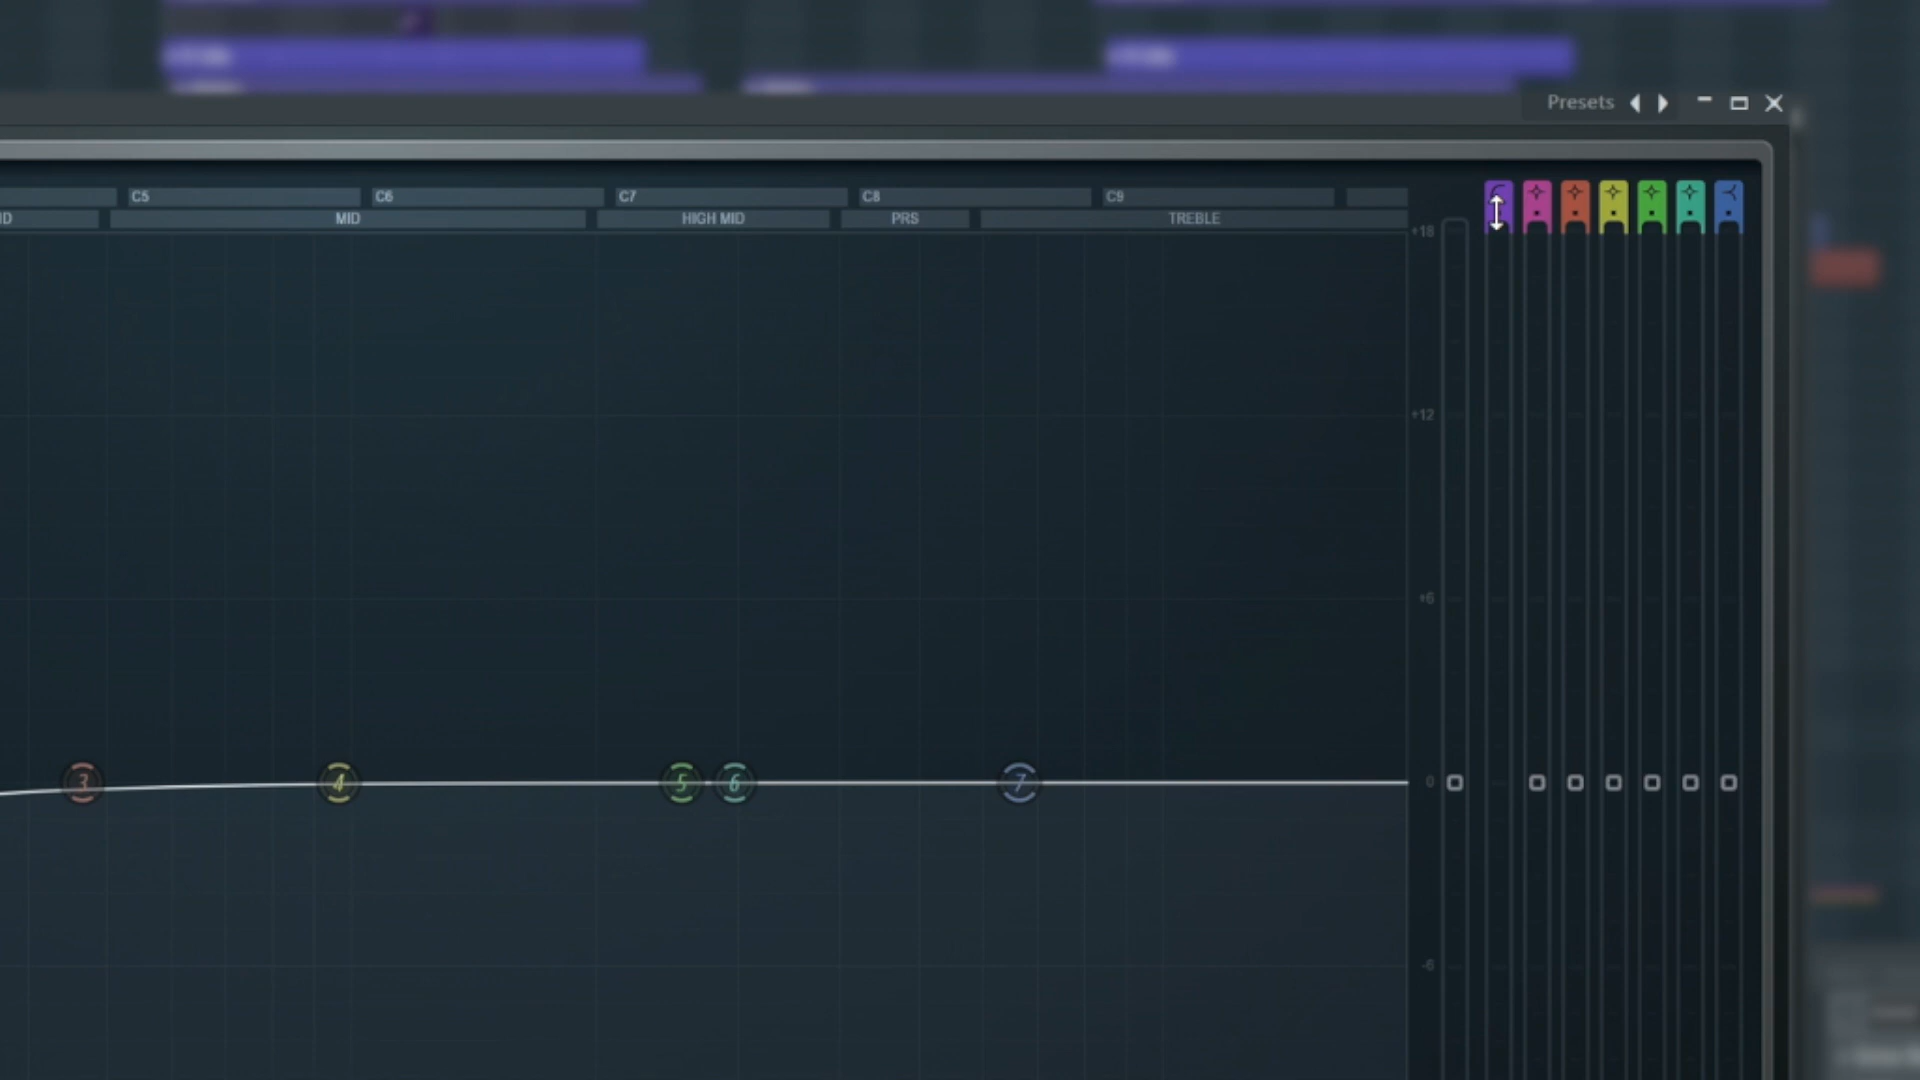 Presets
C5 C6 C7 C8 C9
MID HIGH MID PRS TREBLE
+18
+12
+6
3 4 5 6 7 0
-6